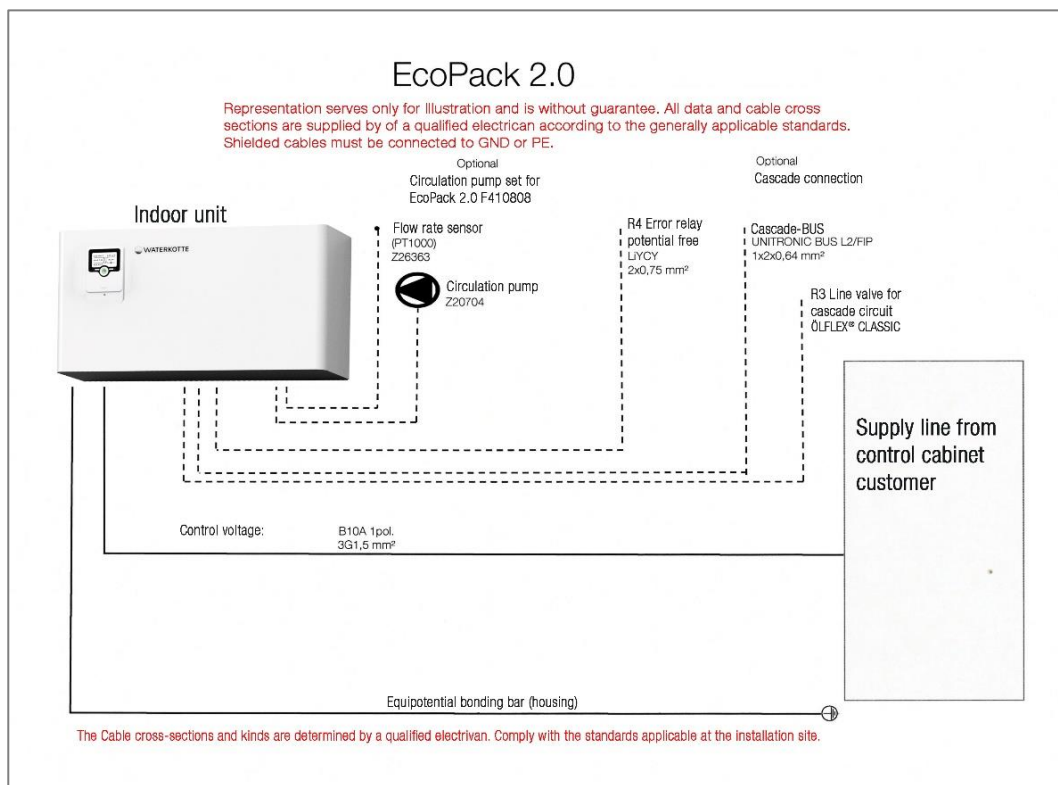 EcoPack 2.0
Representation serves only for Illustration and is without guarantee. All data and cable cross
sections are supplied by of a qualified electrican according to the generally applicable standards.
Shielded cables must be connected to GND or PE.
Optional
Circulation pump set for
EcoPack 2.0 F410808
Optional
Cascade connection
Indoor unit
WATERKOTTE
Flow rate sensor
(PT1000)
Z26363
Circulation pump
Z20704
R4 Error relay
potential free
LiYCY
2x0,75 mm²
Cascade-BUS
UNITRONIC BUS L2/FIP
1x2x0,64 mm²
R3 Line valve for
cascade circuit
ÖLFLEX® CLASSIC
Supply line from
control cabinet
customer
Control voltage:
B10A 1pol.
3G1,5 mm²
Equipotential bonding bar (housing)
The Cable cross-sections and kinds are determined by a qualified electrivan. Comply with the standards applicable at the installation site.